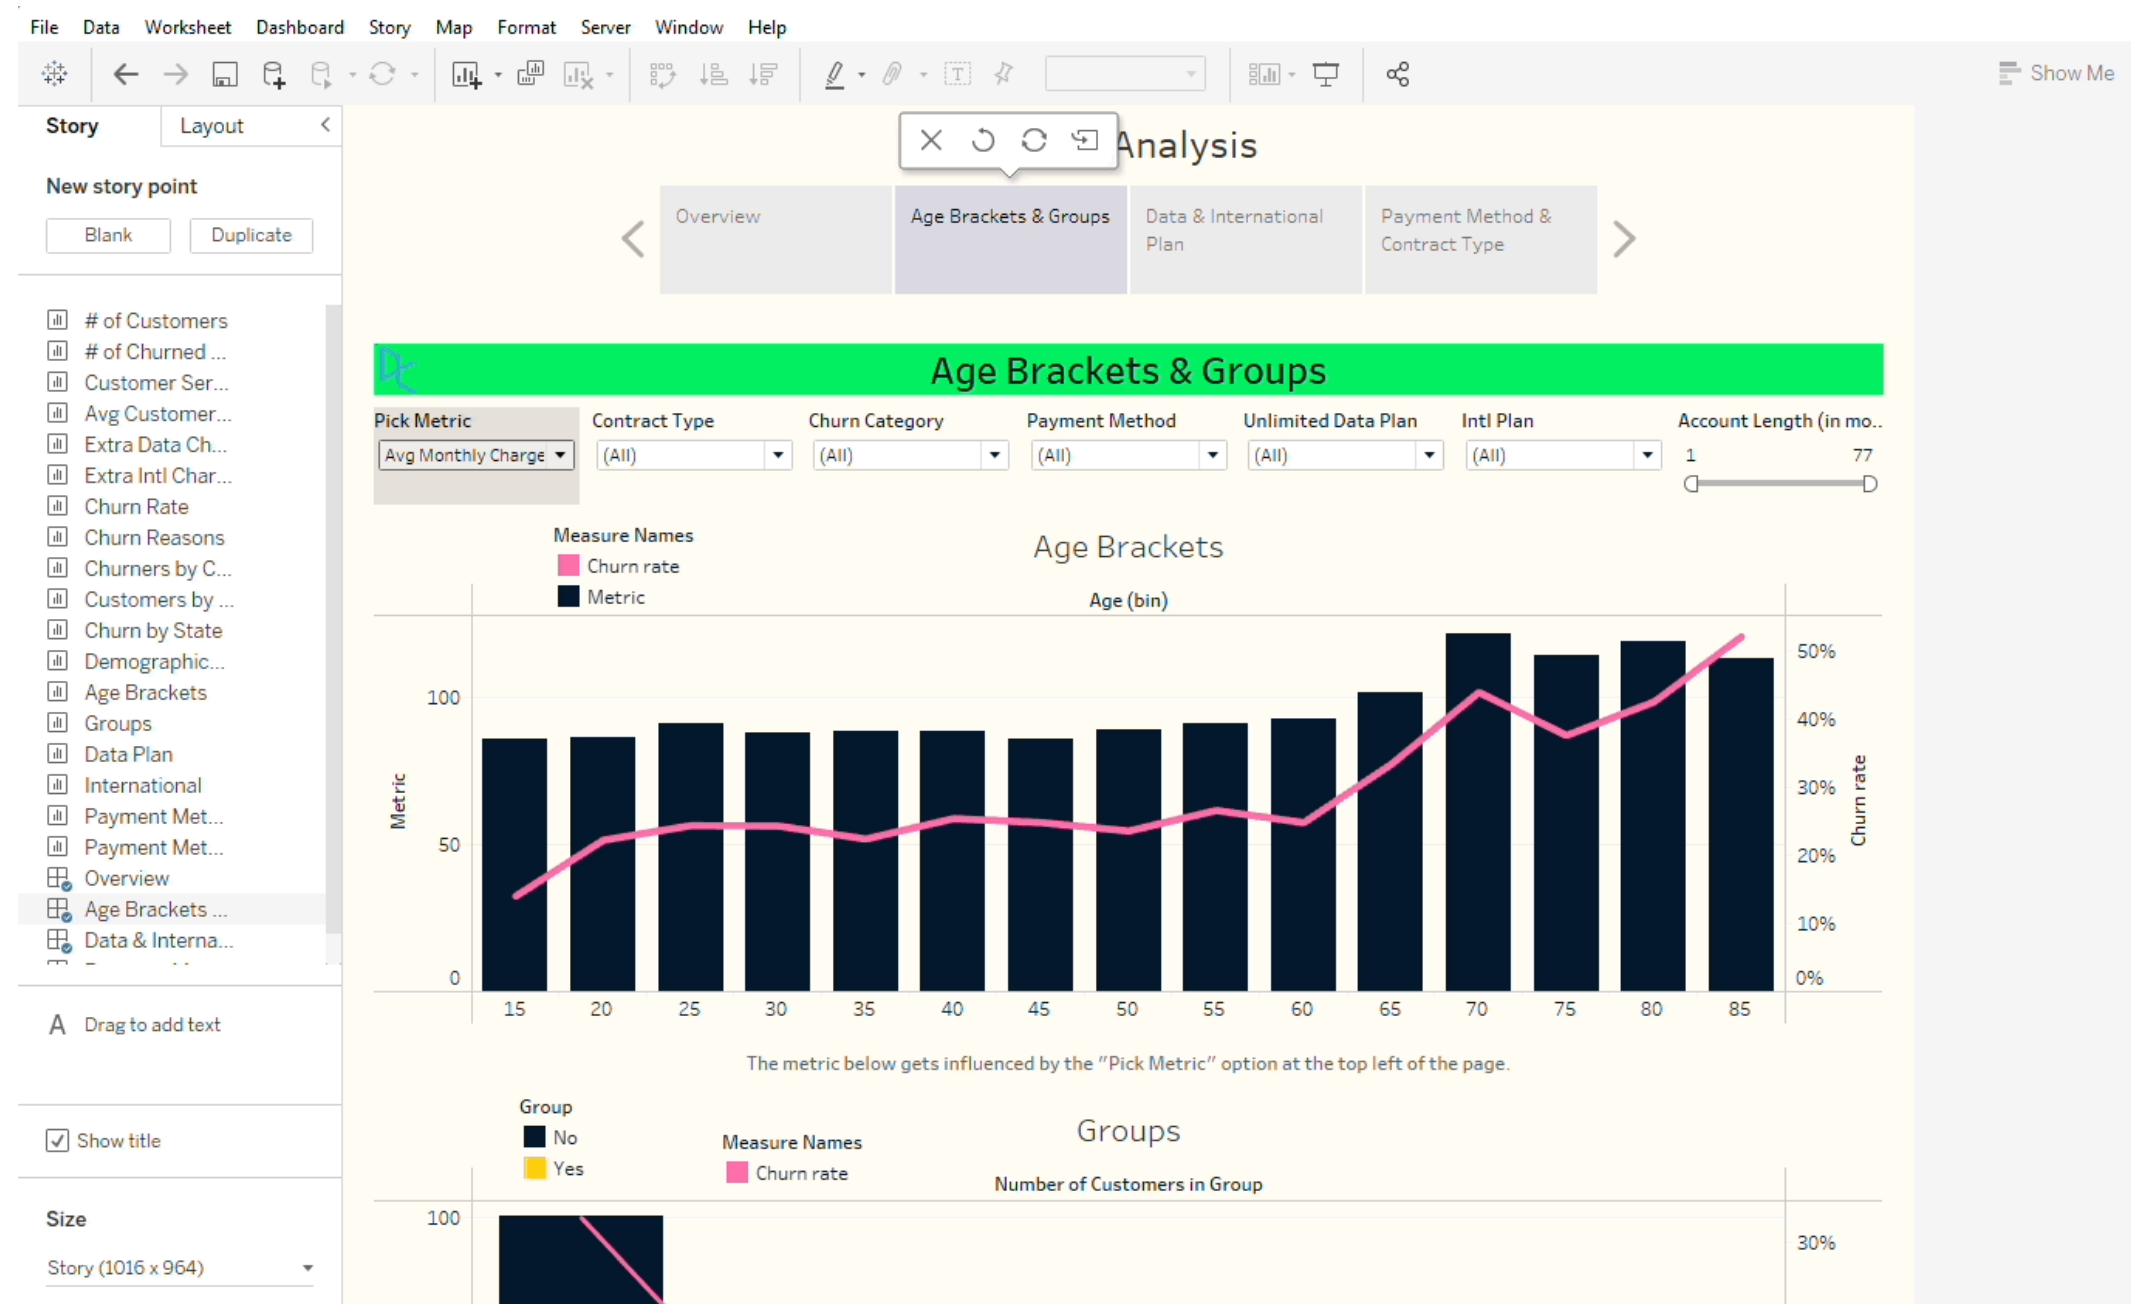 File Data Worksheet Dashboard Story Map Format Server Window Help
Show Me
Story Layout
New story point
Blank Duplicate
# of Customers
# of Churned ...
Customer Ser...
Avg Customer...
Extra Data Ch...
Extra Intl Char...
Churn Rate
Churn Reasons
Churners by C...
Customers by ...
Churn by State
Demographic...
Age Brackets
Groups
Data Plan
International
Payment Met...
Payment Met...
Overview
Age Brackets ...
Data & Interna...
A Drag to add text
Show title
Size
Story (1016 x 964)
Analysis
Overview
Age Brackets & Groups
Data & International
Plan
Payment Method &
Contract Type
DC
Age Brackets & Groups
Pick Metric Contract Type Churn Category Payment Method Unlimited Data Plan Intl Plan Account Length (in mo..
Avg Monthly Charge (All) (All) (All) (All) (All) 1 77
Measure Names
Churn rate
Metric
Age Brackets
Age (bin)
100
50
0
Metric
50%
40%
30%
20%
10%
0%
Churn rate
15 20 25 30 35 40 45 50 55 60 65 70 75 80 85
The metric below gets influenced by the "Pick Metric" option at the top left of the page.
Group
No
Yes
Measure Names
Churn rate
Groups
Number of Customers in Group
100
30%